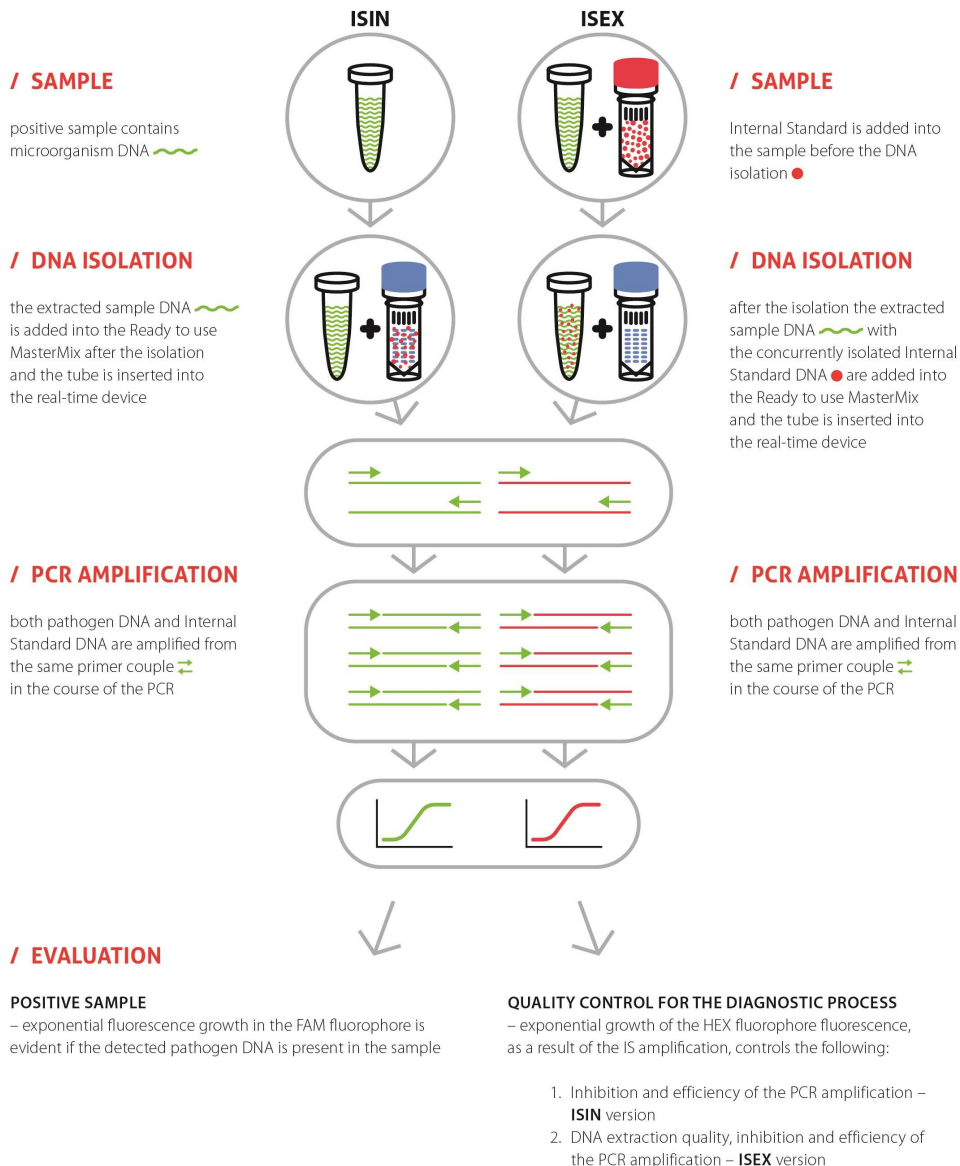 ISIN
ISEX
/ SAMPLE
positive sample contains
microorganism DNA
/ SAMPLE
Internal Standard is added into
the sample before the DNA
isolation
/ DNA ISOLATION
the extracted sample DNA
is added into the Ready to use
MasterMix after the isolation
and the tube is inserted into
the real-time device
/ DNA ISOLATION
after the isolation the extracted
sample DNA with
the concurrently isolated Internal
Standard DNA are added into
the Ready to use MasterMix
and the tube is inserted into
the real-time device
/ PCR AMPLIFICATION
both pathogen DNA and Internal
Standard DNA are amplified from
the same primer couple
in the course of the PCR
/ PCR AMPLIFICATION
both pathogen DNA and Internal
Standard DNA are amplified from
the same primer couple
in the course of the PCR
/ EVALUATION
POSITIVE SAMPLE
– exponential fluorescence growth in the FAM fluorophore is
evident if the detected pathogen DNA is present in the sample
QUALITY CONTROL FOR THE DIAGNOSTIC PROCESS
– exponential growth of the HEX fluorophore fluorescence,
as a result of the IS amplification, controls the following:
1. Inhibition and efficiency of the PCR amplification –
ISIN version
2. DNA extraction quality, inhibition and efficiency of
the PCR amplification – ISEX version